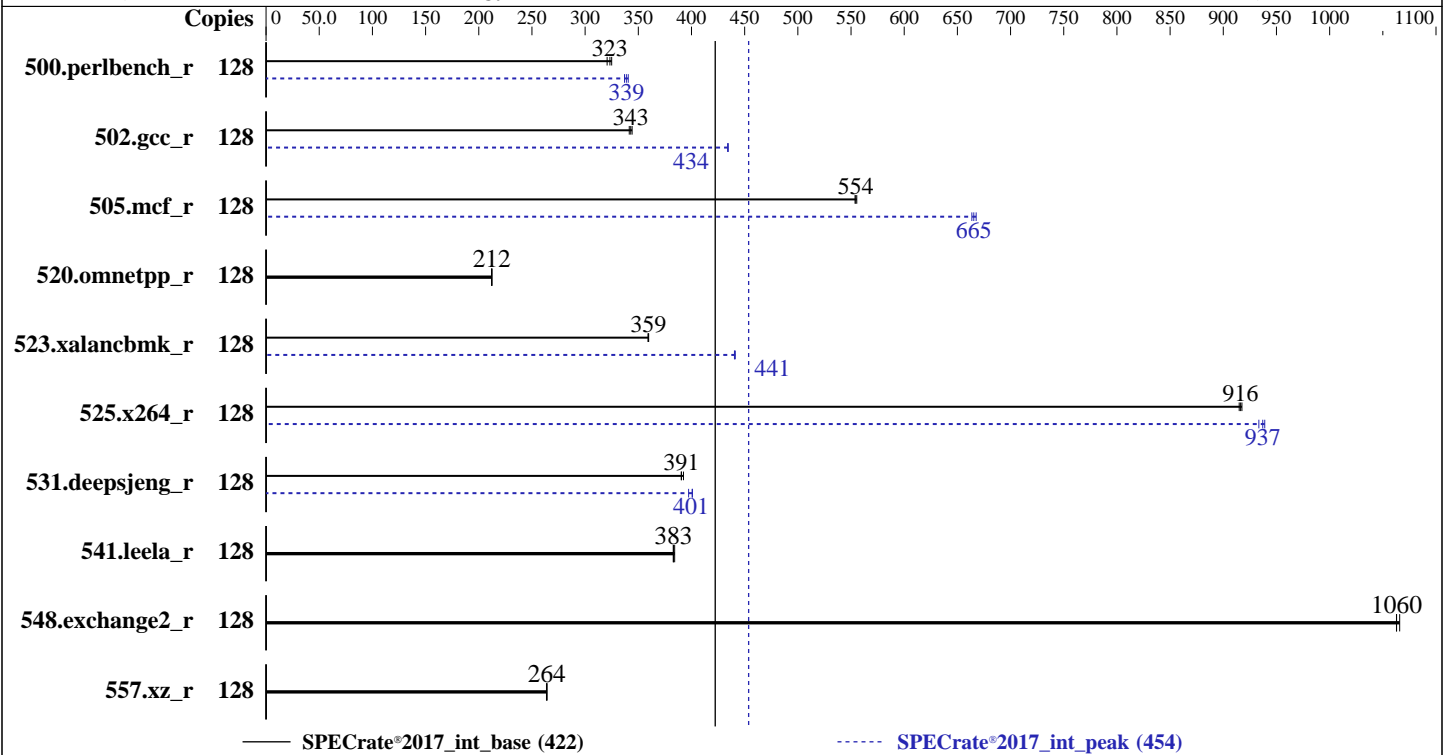 Copies 0 50.0 100 150 200 250 300 350 400 450 500 550 600 650 700 750 800 850 900 950 1000 1100
500.perlbench_r 128 323
339
502.gcc_r 128 343
434
505.mcf_r 128 554
665
520.omnetpp_r 128 212
523.xalancbmk_r 128 359
441
525.x264_r 128 916
937
531.deepsjeng_r 128 391
401
541.leela_r 128 383
548.exchange2_r 128 1060
557.xz_r 128 264
SPECrate®2017_int_base (422) SPECrate®2017_int_peak (454)